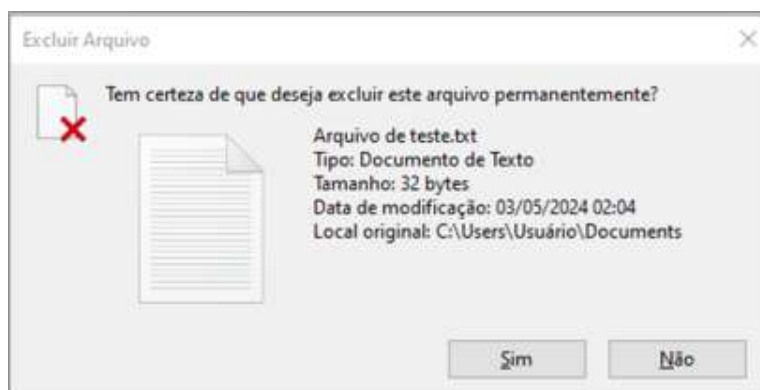 Excluir Arquivo
Tem certeza de que deseja excluir este arquivo permanentemente?
Arquivo de teste.txt
Tipo: Documento de Texto
Tamanho: 32 bytes
Data de modificação: 03/05/2024 02:04
Local original: C:\Users\Usuário\Documents
Sim
Não